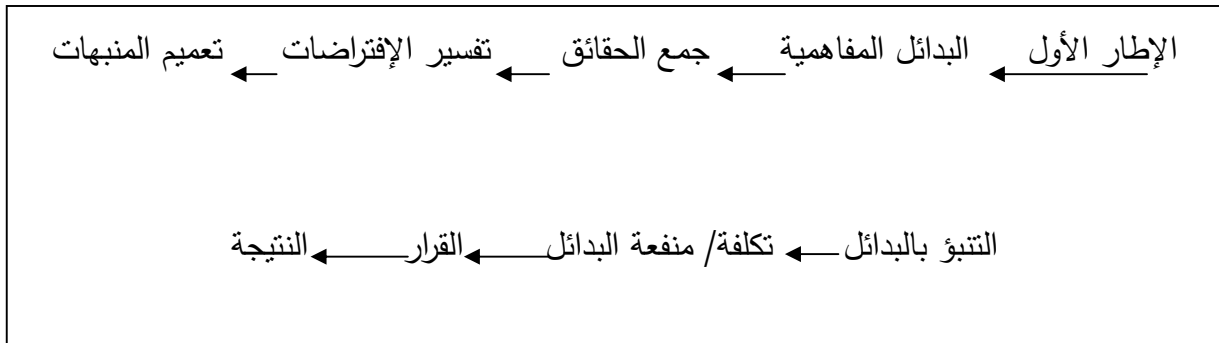 الإطار الأول البدائل المفاهمية جمع الحقائق تفسير الإفتراضات تعميم المنبهات
التنبؤ بالبدائل تكلفة/ منفعة البدائل القرار النتيجة